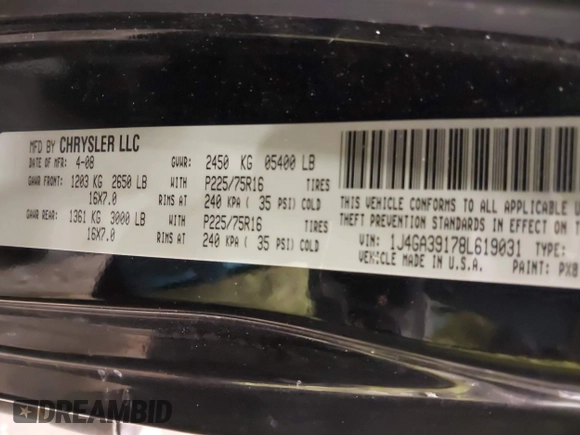 MFD BY CHRYSLER LLC
DATE OF MFR: 4-08 GVWR: 2450 KG 05400 LB
GAWR FRONT: 1203 KG 2650 LB WITH P225/75R16 TIRES
16X7.0 RIMS AT 240 KPA ( 35 PSI) COLD
GAWR REAR: 1361 KG 3000 LB WITH P225/75R16 TIRES
16X7.0 RIMS AT 240 KPA ( 35 PSI) COLD
THIS VEHICLE CONFORMS TO ALL APPLICABLE
THEFT PREVENTION STANDARDS IN EFFECT ON
VIN: 1J4GA39178L619031 TYPE:
VEHICLE MADE IN U.S.A. PAINT: PX8
DREAMBID